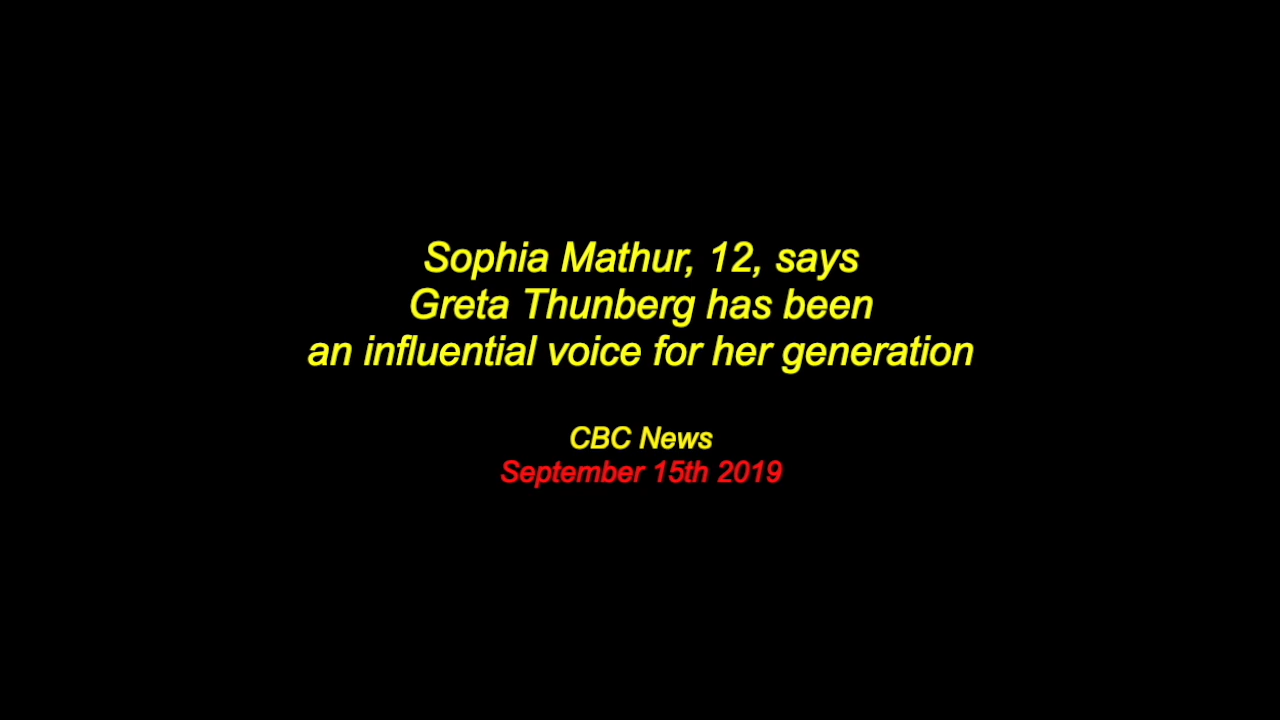 Sophia Mathur, 12, says
Greta Thunberg has been
an influential voice for her generation
CBC News
September 15th 2019